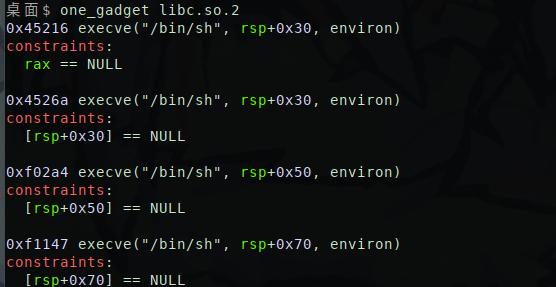 桌面$ one_gadget libc.so.2
0x45216 execve("/bin/sh", rsp+0x30, environ)
constraints:
  rax == NULL

0x4526a execve("/bin/sh", rsp+0x30, environ)
constraints:
  [rsp+0x30] == NULL

0xf02a4 execve("/bin/sh", rsp+0x50, environ)
constraints:
  [rsp+0x50] == NULL

0xf1147 execve("/bin/sh", rsp+0x70, environ)
constraints:
  [rsp+0x70] == NULL